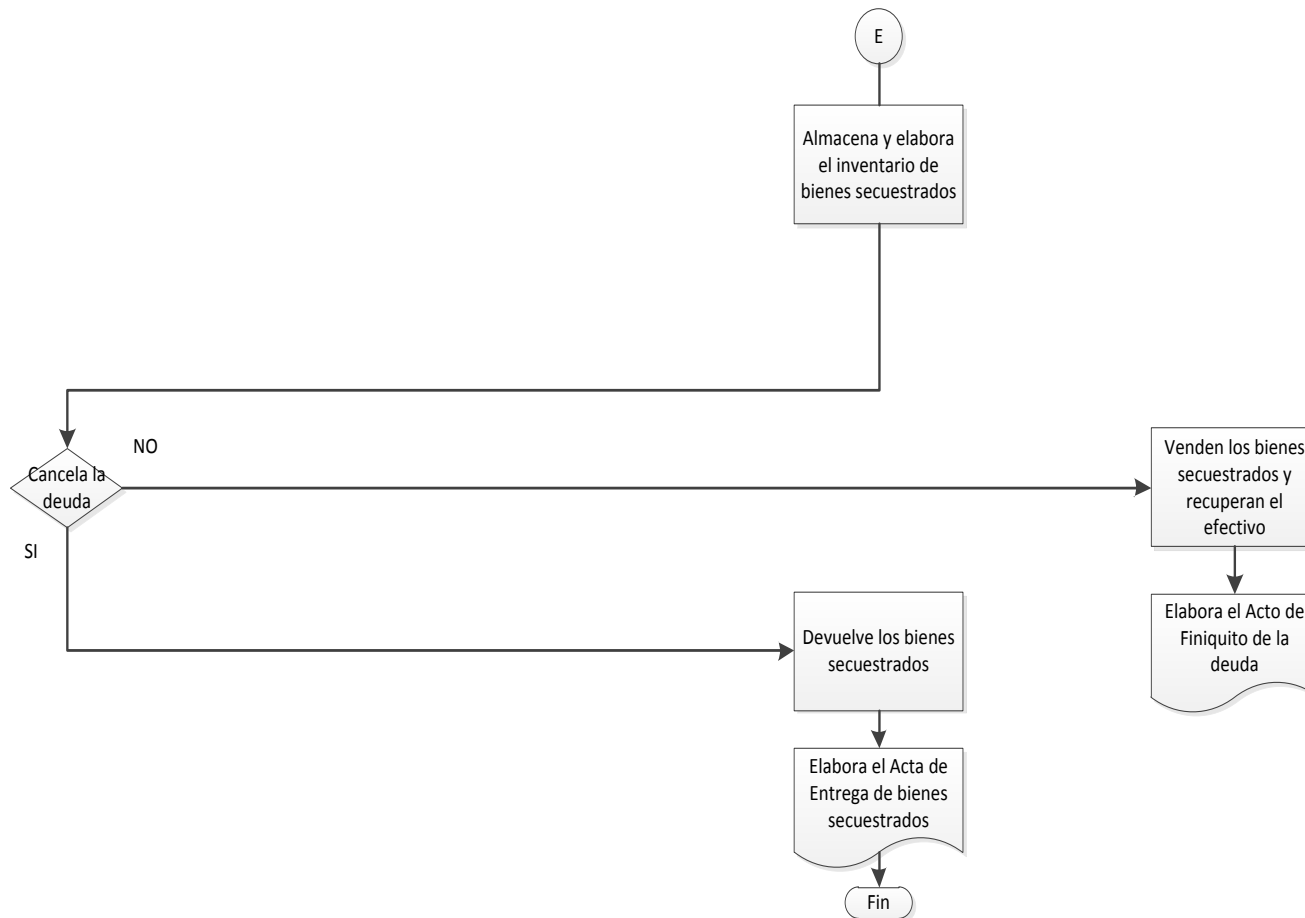 E
Almacena y elabora
el inventario de
bienes secuestrados
NO
Cancela la
deuda
SI
Venden los bienes
secuestrados y
recuperan el
efectivo
Elabora el Acto de
Finiquito de la
deuda
Devuelve los bienes
secuestrados
Elabora el Acta de
Entrega de bienes
secuestrados
Fin